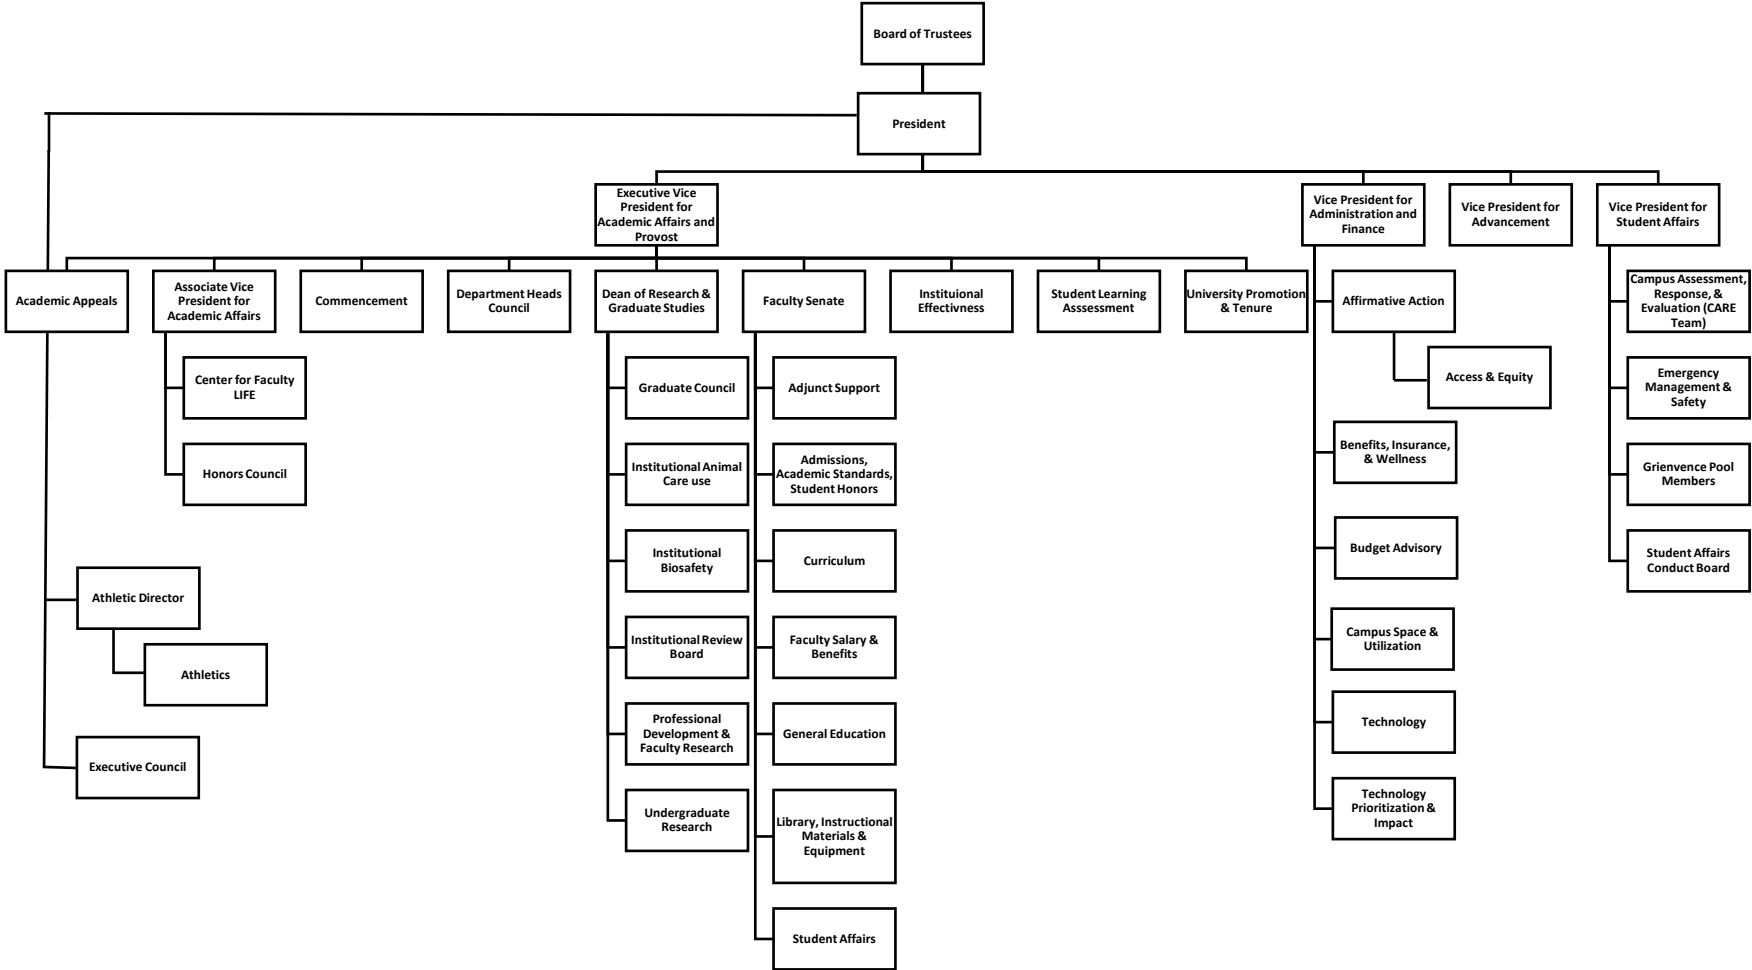 Board of Trustees
President
Executive Vice
President for
Academic Affairs and
Provost
Vice President for
Administration and
Finance
Vice President for
Advancement
Vice President for
Student Affairs
Academic Appeals
Associate Vice
President for
Academic Affairs
Commencement
Department Heads
Council
Dean of Research &
Graduate Studies
Faculty Senate
Instituional
Effectivness
Student Learning
Asssessment
University Promotion
& Tenure
Affirmative Action
Campus Assessment,
Response, &
Evaluation (CARE
Team)
Center for Faculty
LIFE
Graduate Council
Adjunct Support
Access & Equity
Emergency
Management &
Safety
Honors Council
Institutional Animal
Care use
Admissions,
Academic Standards,
Student Honors
Benefits, Insurance,
& Wellness
Grienvence Pool
Members
Institutional
Biosafety
Curriculum
Budget Advisory
Student Affairs
Conduct Board
Athletic Director
Institutional Review
Board
Faculty Salary &
Benefits
Campus Space &
Utilization
Athletics
Professional
Development &
Faculty Research
General Education
Technology
Executive Council
Undergraduate
Research
Library, Instructional
Materials &
Equipment
Technology
Prioritization &
Impact
Student Affairs